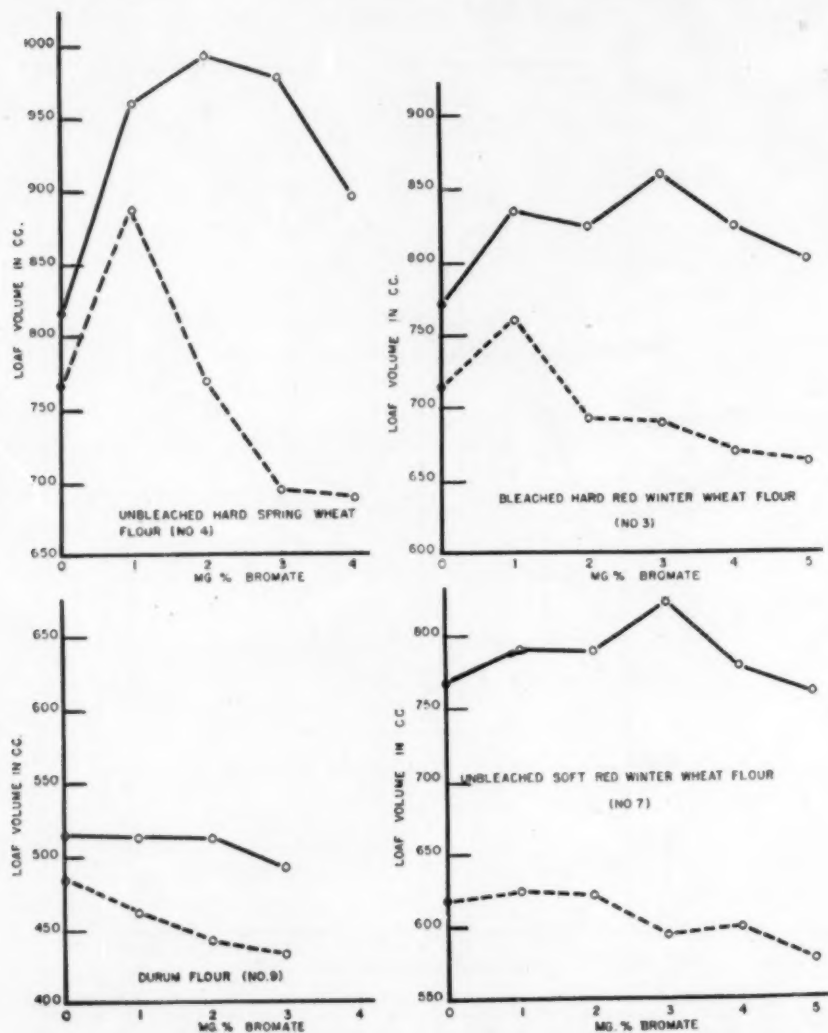 1000
950
900
850
800
750
700
650
LOAF VOLUME IN CC.
UNBLEACHED HARD SPRING WHEAT
FLOUR (NO 4)
0 1 2 3 4
MG. % BROMATE
900
850
800
750
700
650
600
LOAF VOLUME IN CC.
BLEACHED HARD RED WINTER WHEAT FLOUR
(NO 3)
0 1 2 3 4 5
MG. % BROMATE
650
600
550
500
450
400
LOAF VOLUME IN CC.
DURUM FLOUR (NO.9)
0 1 2 3 4
MG. % BROMATE
800
750
700
650
600
550
LOAF VOLUME IN CC
UNBLEACHED SOFT RED WINTER WHEAT FLOUR
(NO 7)
0 1 2 3 4 5
MG. % BROMATE